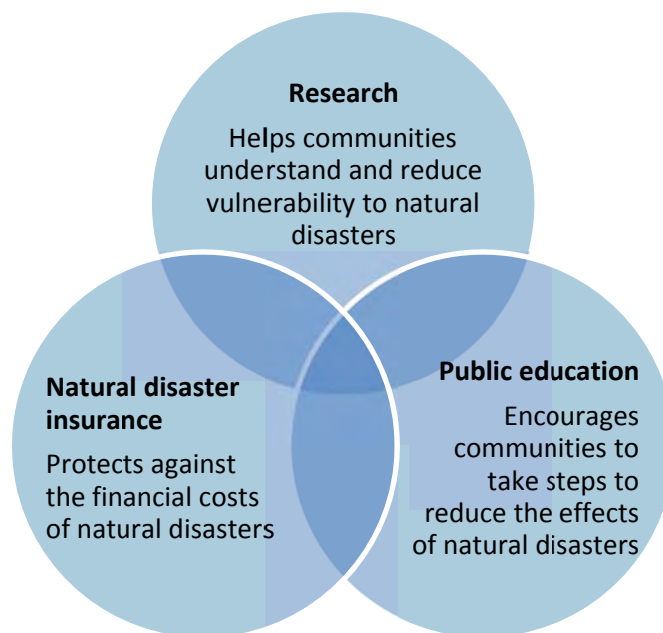 Research
Helps communities
understand and reduce
vulnerability to natural
disasters
Natural disaster
insurance
Protects against
the financial costs
of natural disasters
Public education
Encourages
communities to
take steps to
reduce the effects
of natural disasters